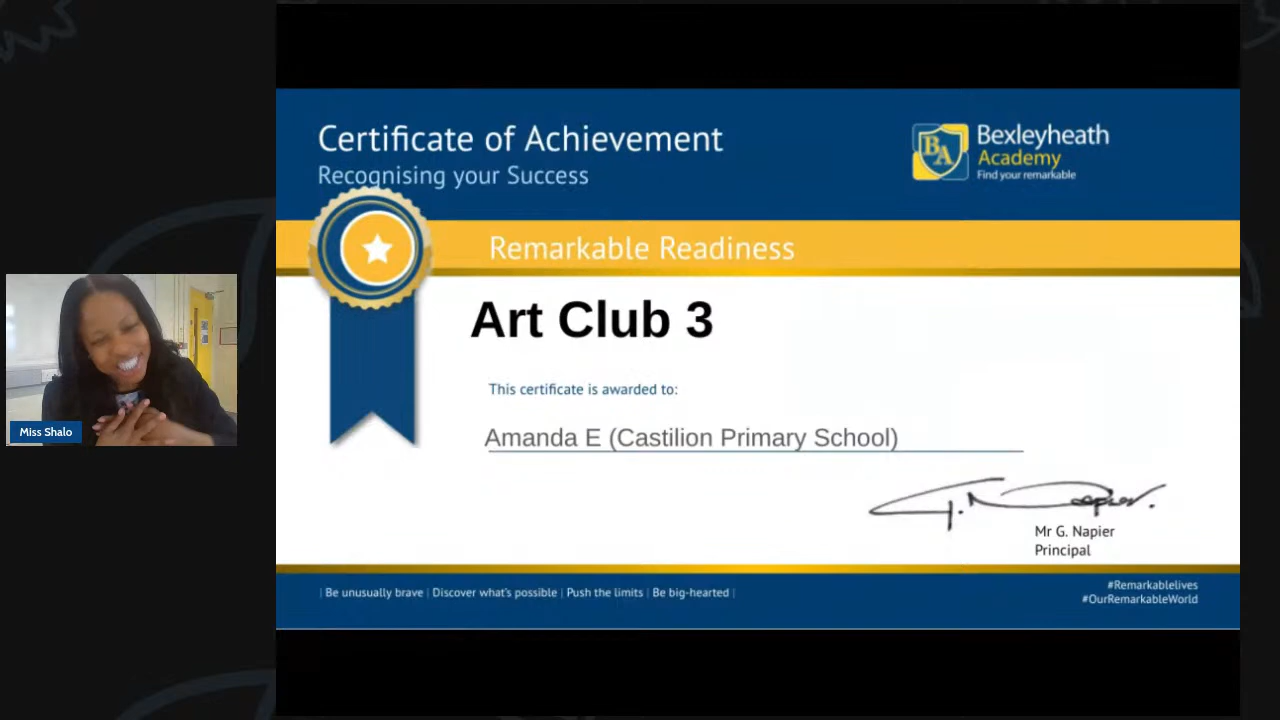 Certificate of Achievement
Recognising your Success
BA
Bexleyheath
Academy
Find your remarkable
Remarkable Readiness
Art Club 3
This certificate is awarded to:
Amanda E (Castilion Primary School)
G. Napier.
Mr G. Napier
Principal
Miss Shalo
| Be unusually brave | Discover what's possible | Push the limits | Be big-hearted |
#Remarkablelives
#OurRemarkableWorld